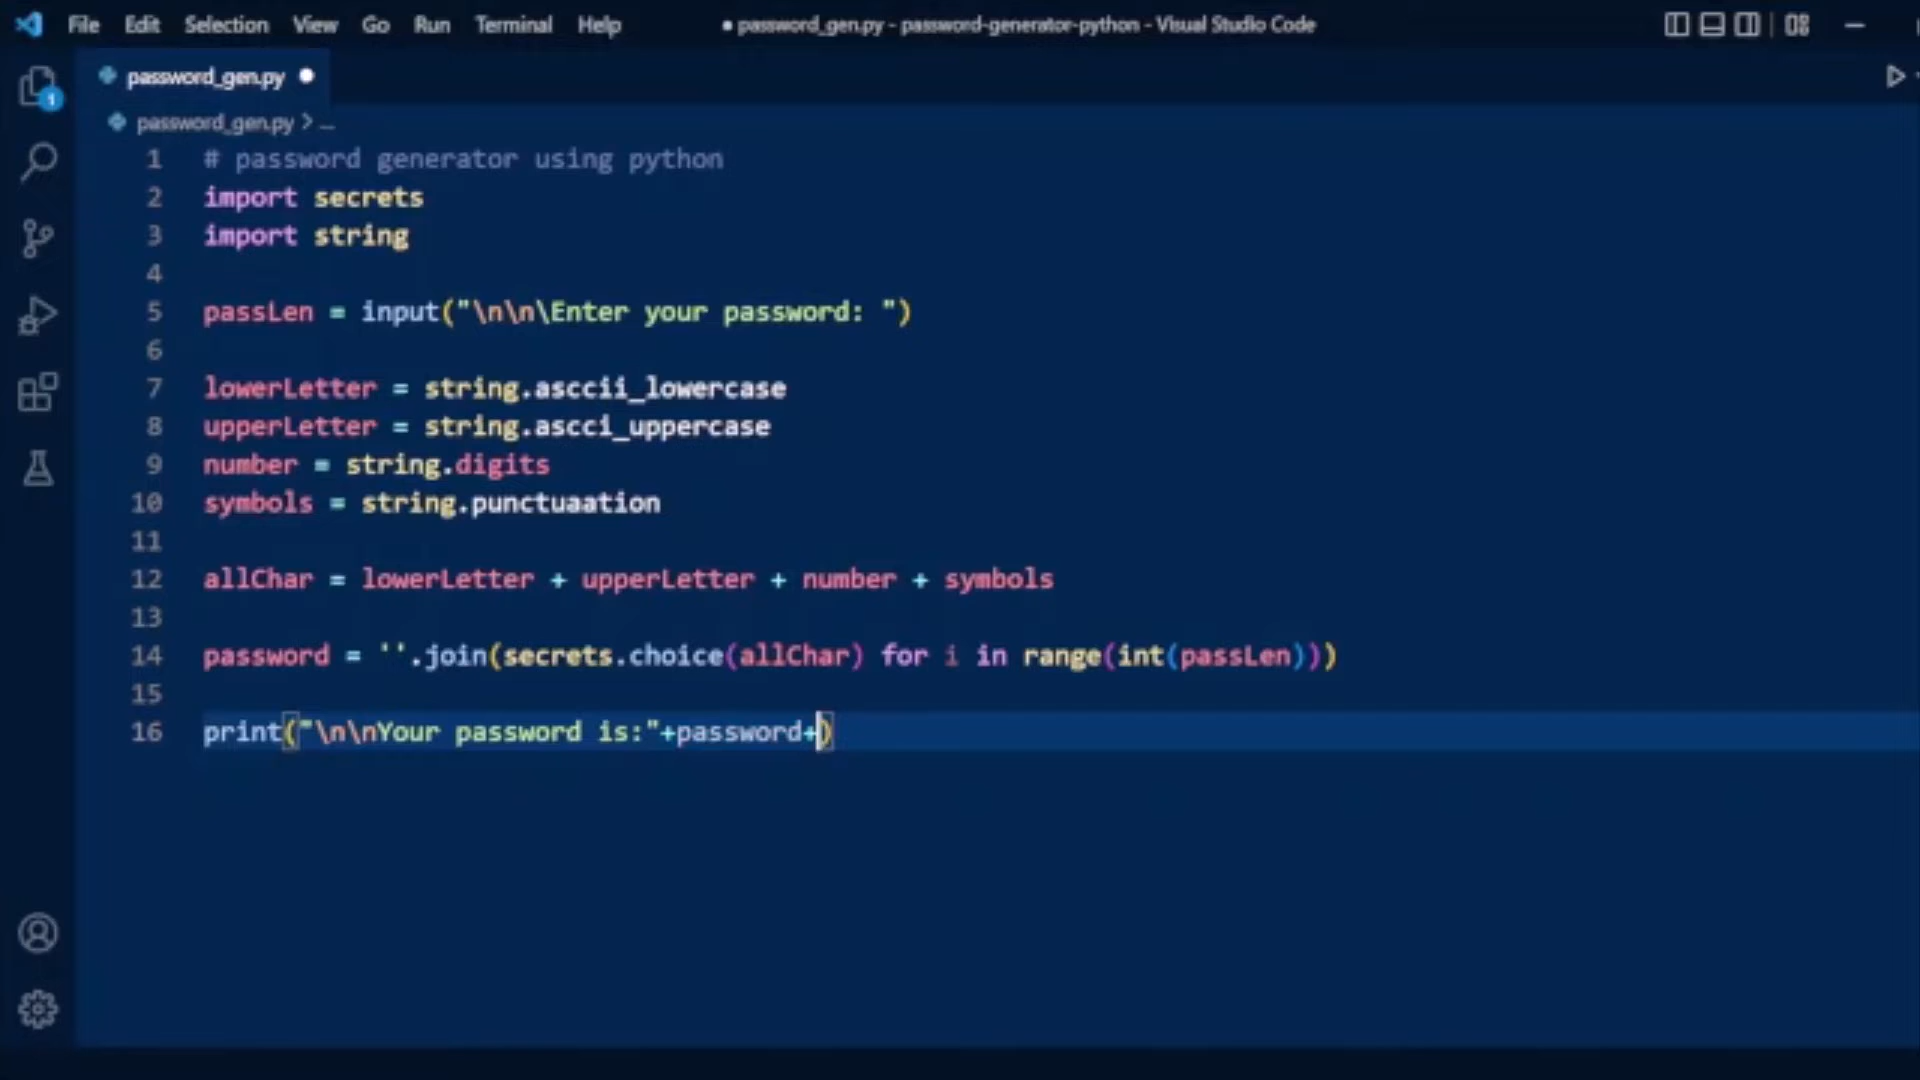 File Edit Selection View Go Run Terminal Help ● password_gen.py - password-generator-python - Visual Studio Code
password_gen.py ●
1
password_gen.py > ...
1 # password generator using python
2 import secrets
3 import string
4
5 passLen = input("\n\n\Enter your password: ")
6
7 lowerLetter = string.asccii_lowercase
8 upperLetter = string.ascci_uppercase
9 number = string.digits
10 symbols = string.punctuaation
11
12 allChar = lowerLetter + upperLetter + number + symbols
13
14 password = ''.join(secrets.choice(allChar) for i in range(int(passLen)))
15
16 print("\n\nYour password is:"+password+)